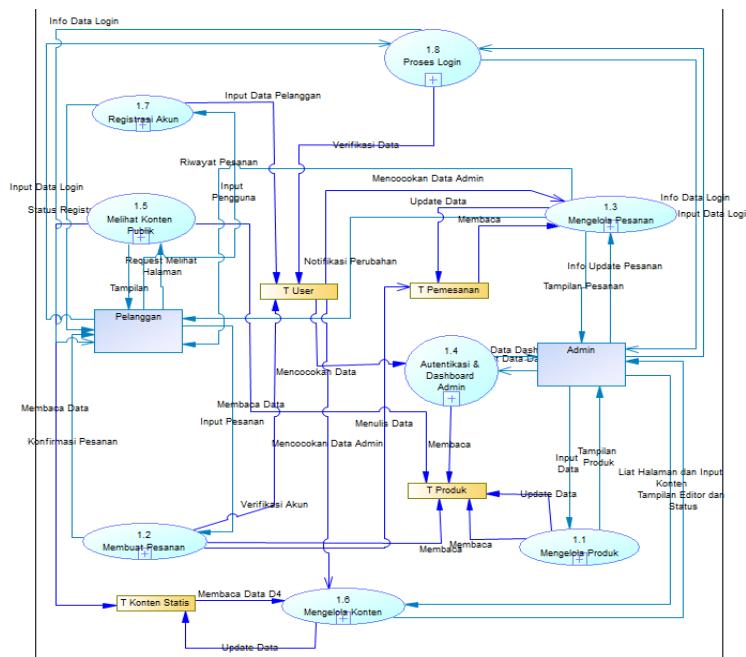 Info Data Login
1.8
Proses Login
1.7
Registrasi Akun
Input Data Pelanggan
Verifikasi Data
Riwayat Pesanan
Mencocokan Data Admin
Input Data Login
Input
Pengguna
1.5
Melihat Konten
Publik
Status Registr
Update Data
Membaca
1.3
Mengelola Pesanan
Info Data Login
Input Data Logi
Request Melihat
Halaman
Tampilan
Notifikasi Perubahan
T User
T Pemesanan
Info Update Pesanan
Tampilan Pesanan
Pelanggan
1.4
Autentikasi &
Dashboard
Admin
Data Dash
Admin
Mencocokan Data
Membaca Data
Membaca Data
Menulis Data
Input Pesanan
Konfirmasi Pesanan
Mencocokan Data Admin
Membaca
Input
Data
Tampilan
Produk
Liat Halaman dan Input
Konten
Tampilan Editor dan
Status
T Produk
Update Data
Verifikasi Akun
1.2
Membuat Pesanan
Membaca
Membaca
1.1
Mengelola Produk
T Konten Statis
Membaca Data D4
1.6
Mengelola Konten
Update Data